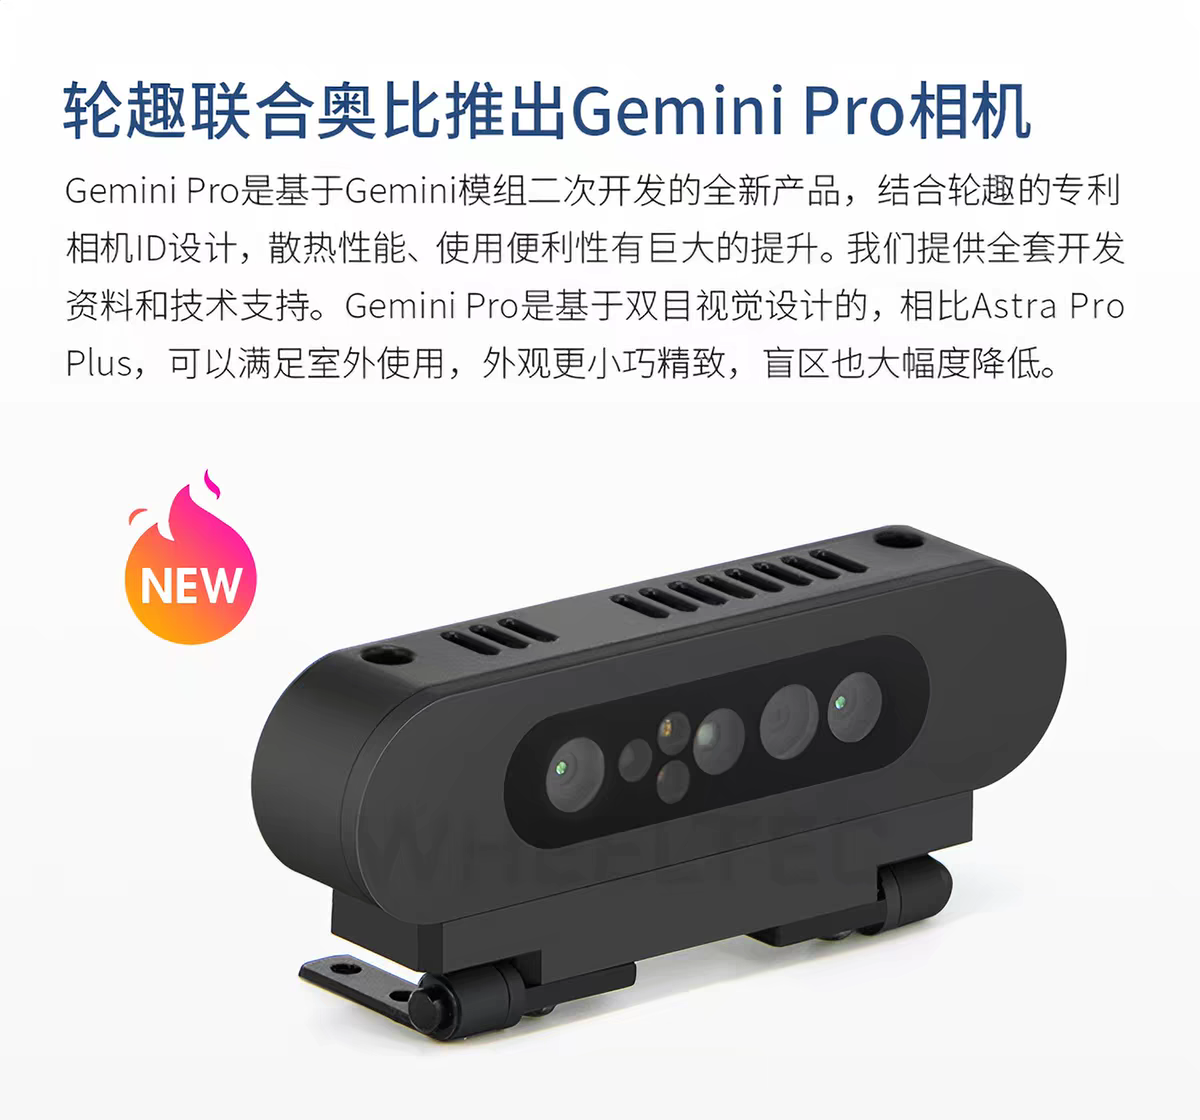 轮趣联合奥比推出Gemini Pro相机
Gemini Pro是基于Gemini模组二次开发的全新产品，结合轮趣的专利
相机ID设计，散热性能、使用便利性有巨大的提升。我们提供全套开发
资料和技术支持。Gemini Pro是基于双目视觉设计的，相比Astra Pro
Plus，可以满足室外使用，外观更小巧精致，盲区也大幅度降低。
NEW
WHEELTEC